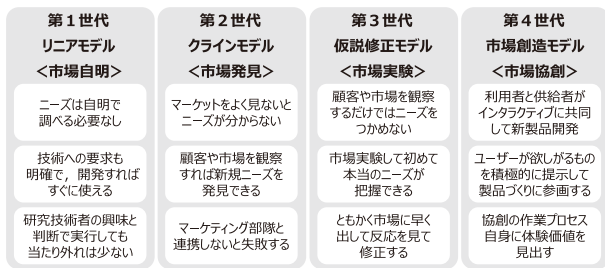 第1世代
リニアモデル
＜市場自明＞
ニーズは自明で
調べる必要なし
技術への要求も
明確で，開発すれば
すぐに使える
研究技術者の興味と
判断で実行しても
当たり外れは少ない
第2世代
クラインモデル
＜市場発見＞
マーケットをよく見ないと
ニーズが分からない
顧客や市場を観察
すれば新規ニーズを
発見できる
マーケティング部隊と
連携しないと失敗する
第3世代
仮説修正モデル
＜市場実験＞
顧客や市場を観察
するだけではニーズを
つかめない
市場実験して初めて
本当のニーズが
把握できる
ともかく市場に早く
出して反応を見て
修正する
第4世代
市場創造モデル
＜市場協創＞
利用者と供給者が
インタラクティブに共同
して新製品開発
ユーザーが欲しがるもの
を積極的に提示して
製品づくりに参画する
協創の作業プロセス
自身に体験価値を
見出す